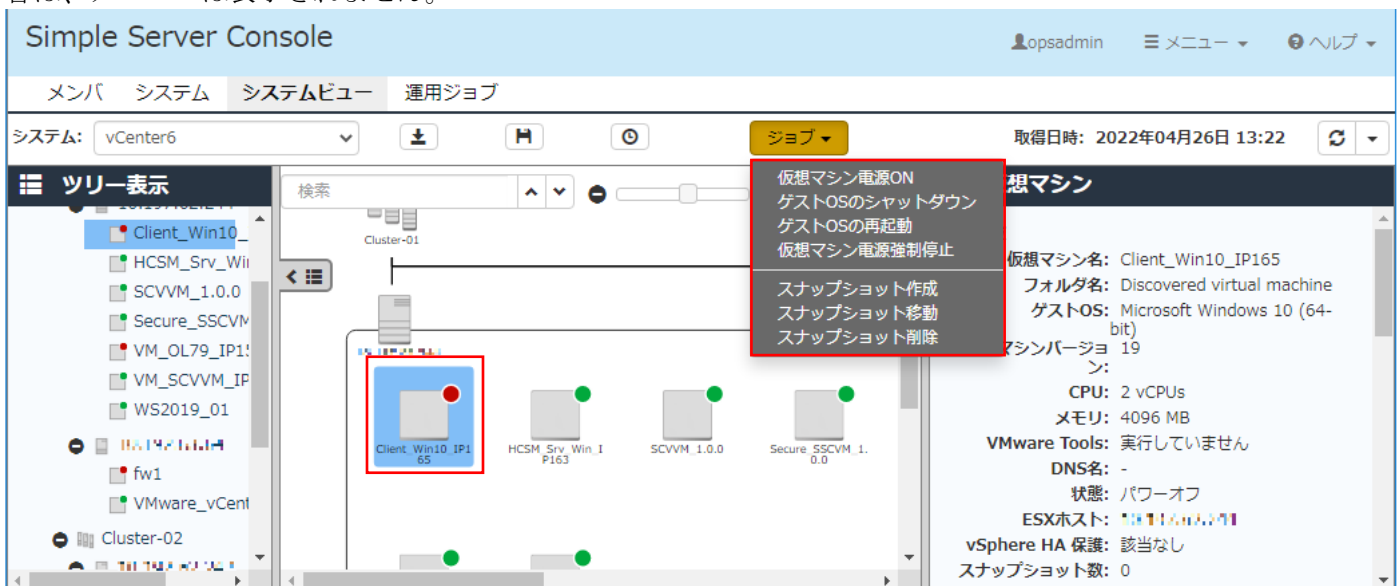 Simple Server Console
opsadmin
メニュー
ヘルプ
メンバ システム システムビュー 運用ジョブ
システム: vCenter6
ジョブ
取得日時: 2022年04月26日 13:22
ツリー表示
Client_Win10_
HCSM_Srv_Wi
SCVVM_1.0.0
Secure_SSCVM
VM_OL79_IP1
VM_SCVVM_IP
WS2019_01
fw1
VMware_vCent
Cluster-02
検索
Cluster-01
Client_Win10_IP1
65
HCSM_Srv_Win_I
P163
SCVVM_1.0.0
Secure_SSCVM_1.
0.0
仮想マシン電源ON
ゲストOSのシャットダウン
ゲストOSの再起動
仮想マシン電源強制停止
スナップショット作成
スナップショット移動
スナップショット削除
想マシン
仮想マシン名: Client_Win10_IP165
フォルダ名: Discovered virtual machine
ゲストOS: Microsoft Windows 10 (64-
bit)
マシンバージョ 19
ン:
CPU: 2 vCPUs
メモリ: 4096 MB
VMware Tools: 実行していません
DNS名: -
状態: パワーオフ
ESXホスト:
vSphere HA 保護: 該当なし
スナップショット数: 0